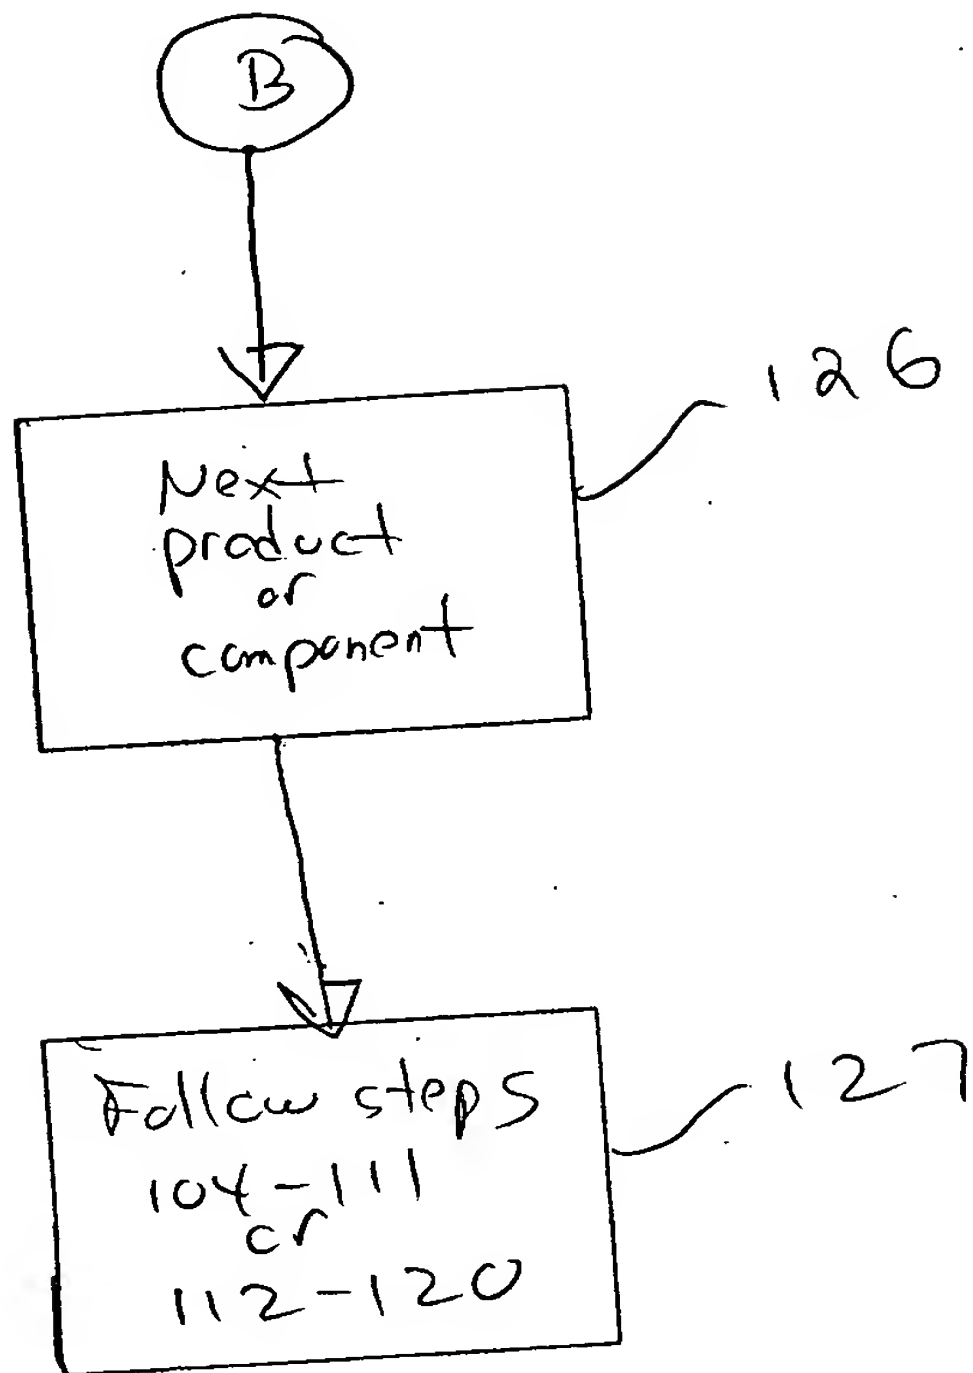 B
126
Next
product
or
component
127
Follow steps
104-111
or
112-120